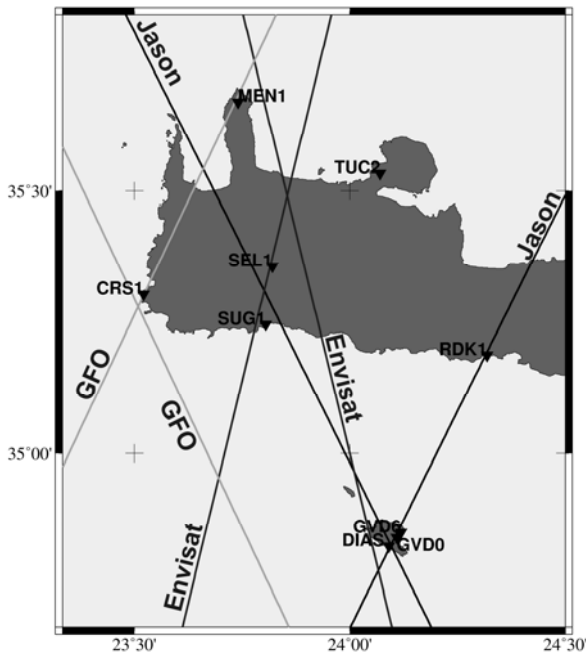 Jason
MEN1
TUC2
35°30'
Jason
SEL1
CRS1
SUG1
RDK1
GFO
Envisat
GFO
35°00'
GVD6
DIAS
GVD0
Envisat
23°30'
24°00'
24°30'